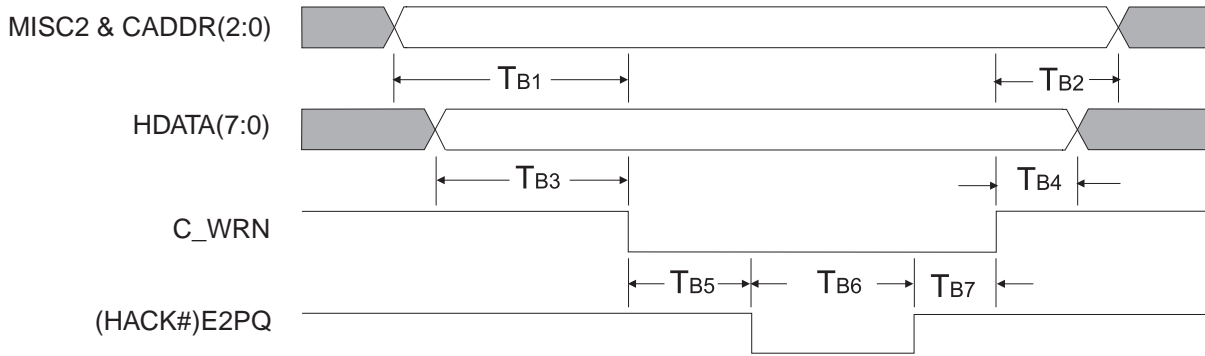 MISC2 & CADDR(2:0)
TB1
TB2
HDATA(7:0)
TB3
TB4
C_WRN
TB5
TB6
TB7
(HACK#)E2PQ